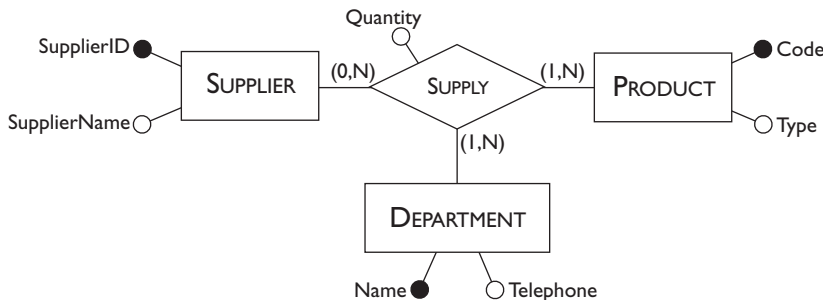 Quantity
SupplierID
SupplierName
SUPPLIER
(0,N)
SUPPLY
(1,N)
PRODUCT
Code
Type
(1,N)
DEPARTMENT
Name
Telephone